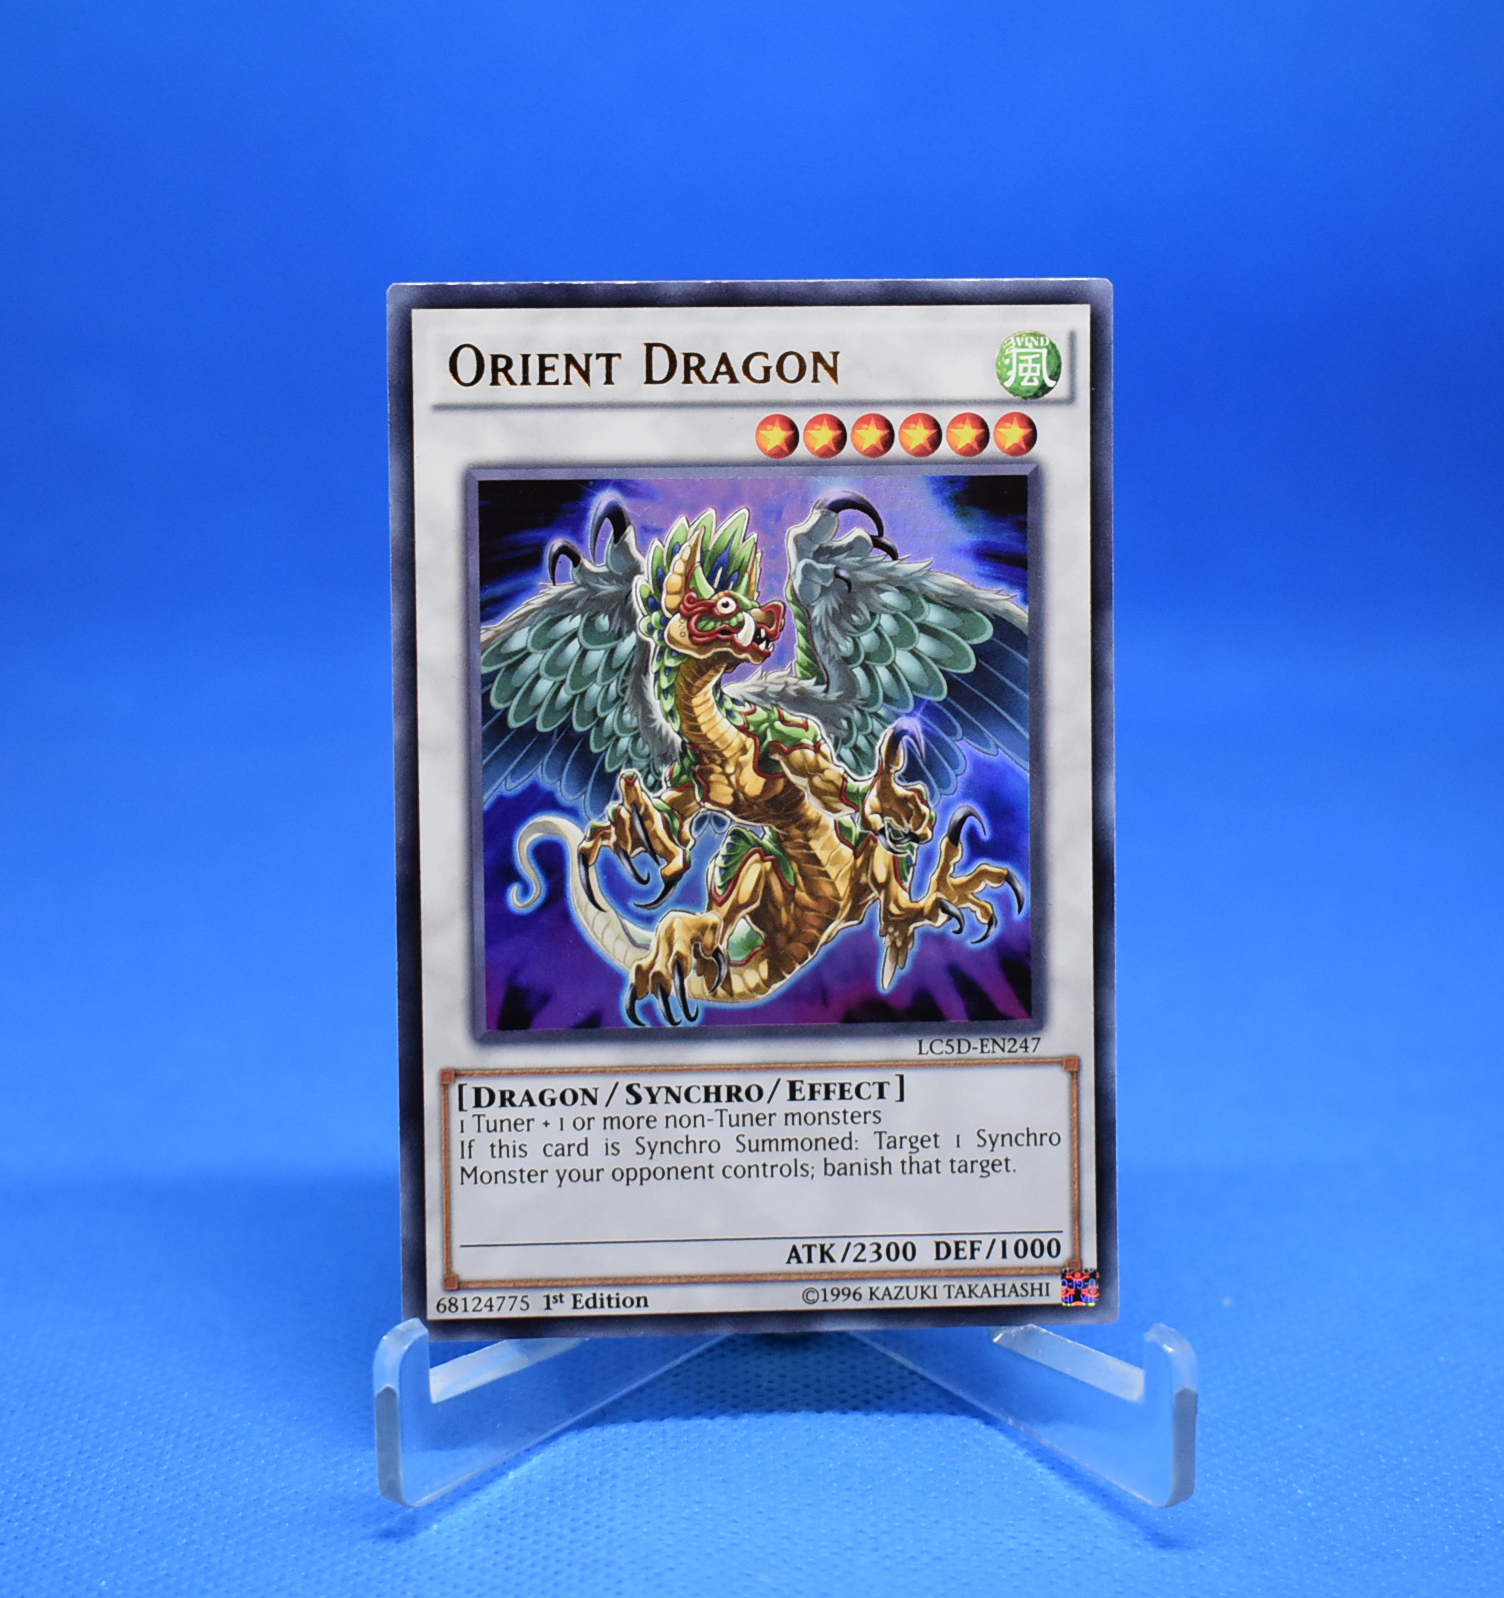 Orient Dragon
WIND
風
LC5D-EN247
[Dragon/Synchro/Effect]
1 Tuner + 1 or more non-Tuner monsters
If this card is Synchro Summoned: Target 1 Synchro
Monster your opponent controls; banish that target.
ATK/2300 DEF/1000
68124775 1st Edition ©1996 KAZUKI TAKAHASHI